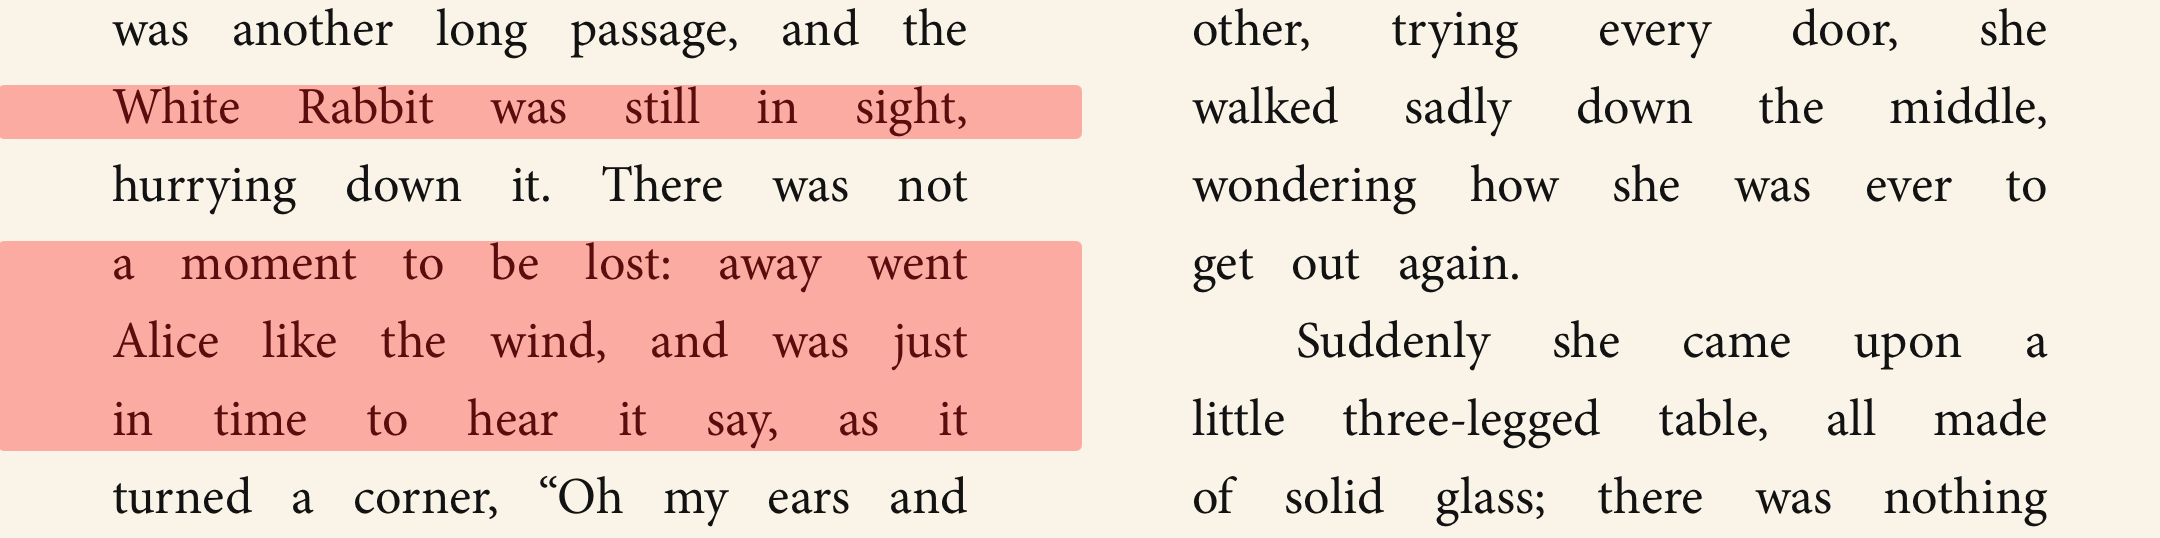 was another long passage, and the
White Rabbit was still in sight,
hurrying down it. There was not
a moment to be lost: away went
Alice like the wind, and was just
in time to hear it say, as it
turned a corner, “Oh my ears and
other, trying every door, she
walked sadly down the middle,
wondering how she was ever to
get out again.
Suddenly she came upon a
little three-legged table, all made
of solid glass; there was nothing